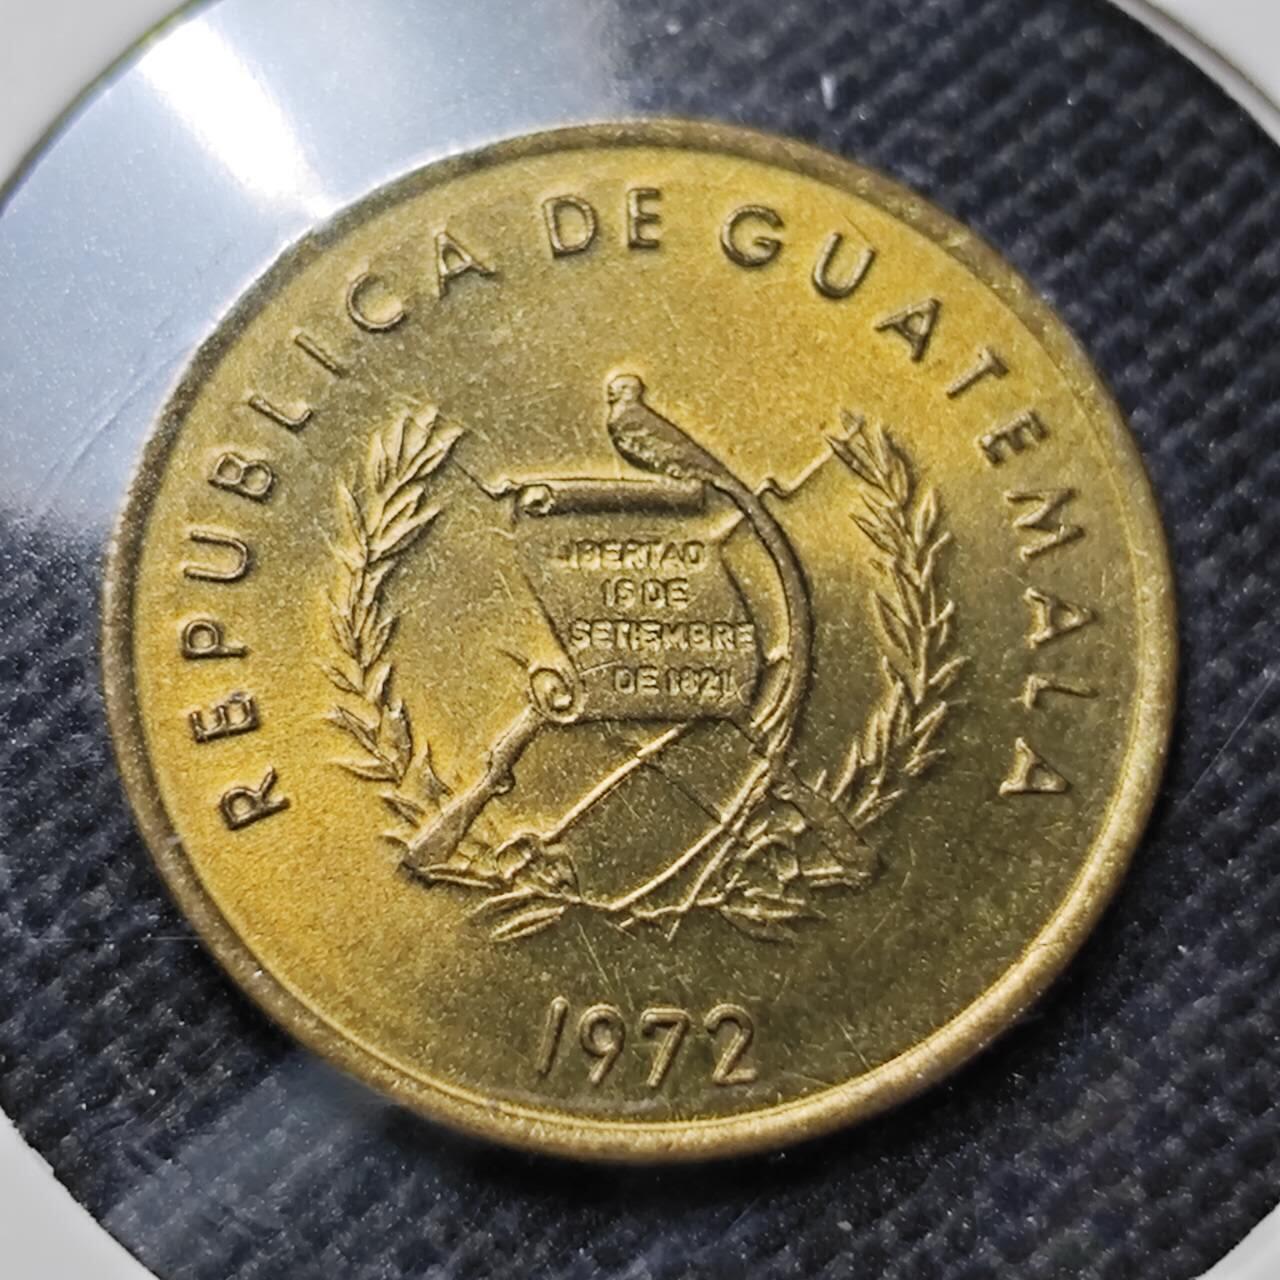 REPUBLICA DE GUATEMALA
LIBERTAD
15 DE
SETIEMBRE
DE 1821
1972